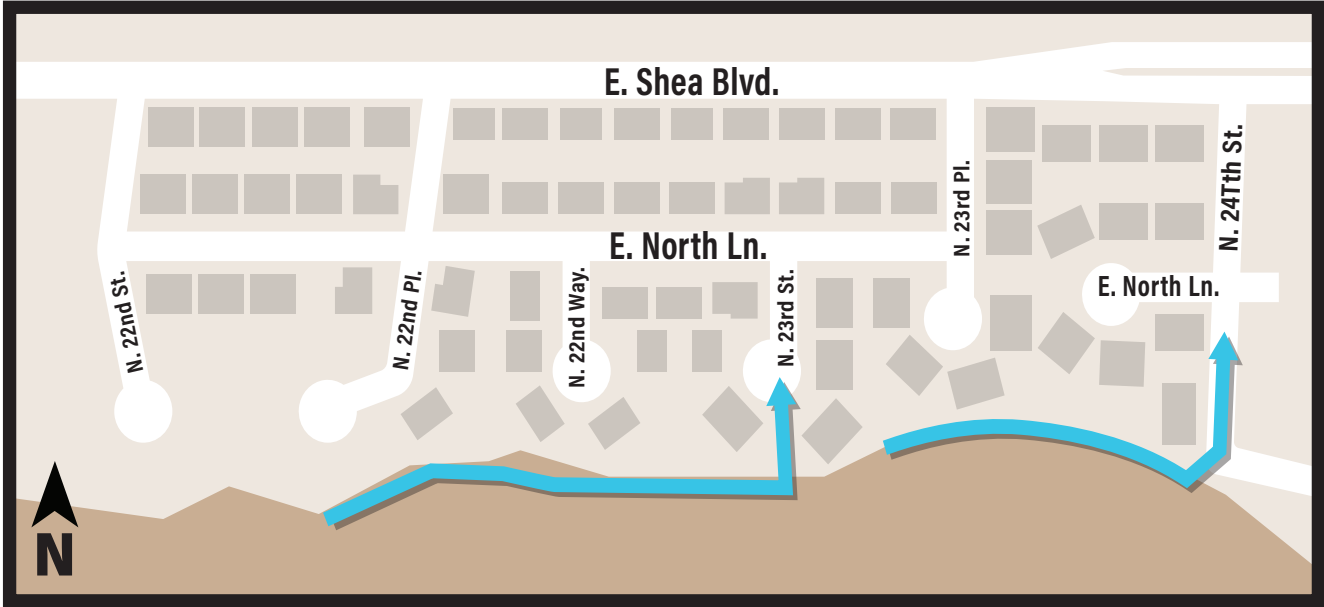 E. Shea Blvd.
E. North Ln.
N. 22nd St.
N. 22nd Pl.
N. 22nd Way.
N. 23rd St.
N. 23rd Pl.
E. North Ln.
N. 24Tth St.
N